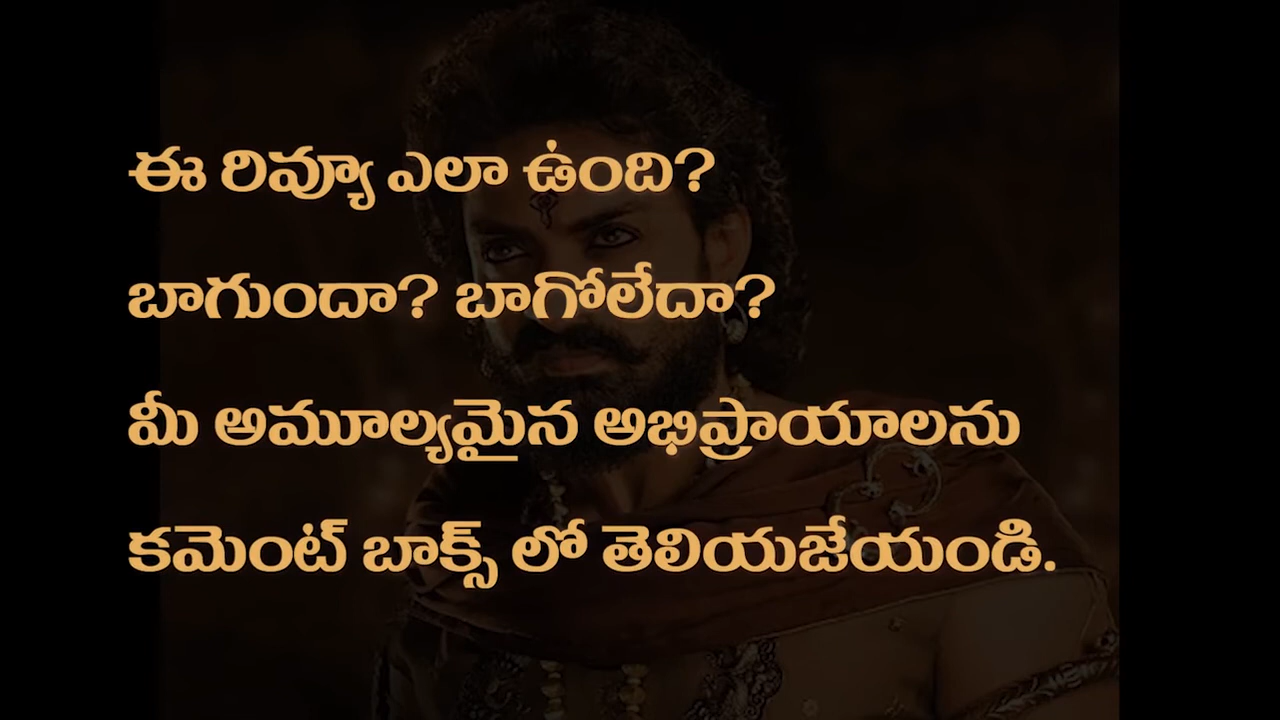 ఈ రివ్యూ ఎలా ఉంది?
బాగుందా? బాగోలేదా?
మీ అమూల్యమైన అభిప్రాయాలను
కమెంట్ బాక్స్ లో తెలియజేయండి.